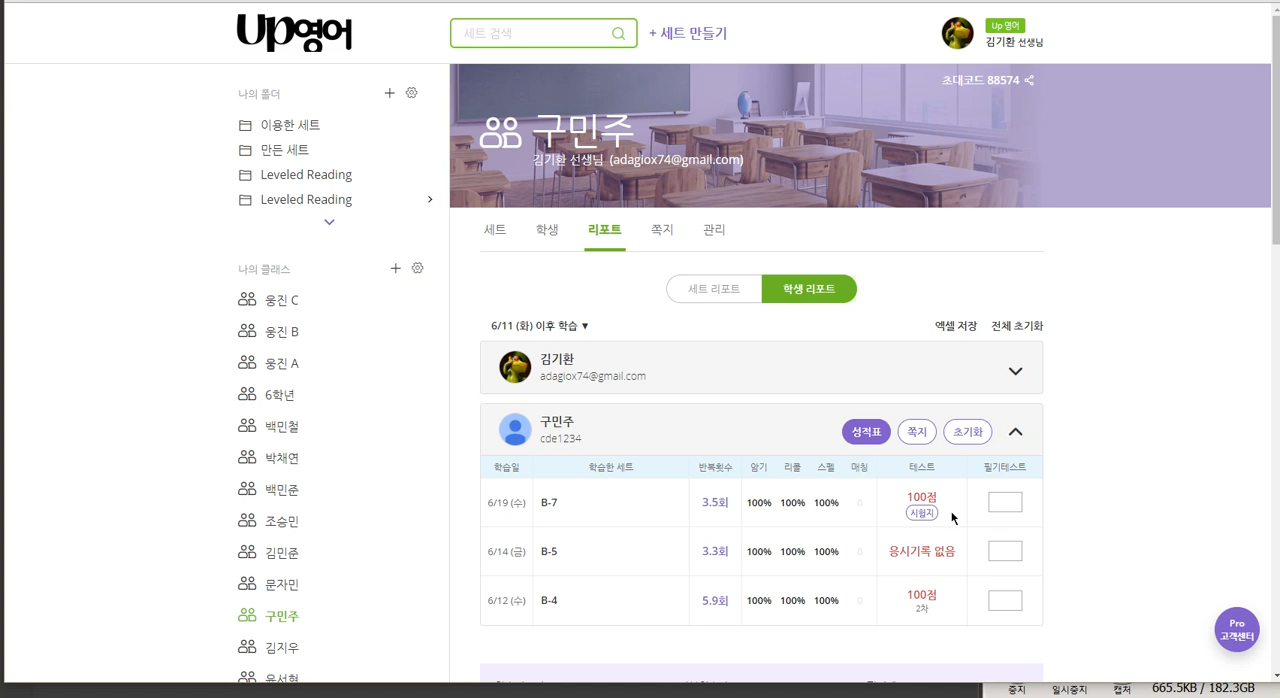 Up영어
세트 검색
+ 세트 만들기
Up 영어
김기환 선생님
나의 폴더
이용한 세트
만든 세트
Leveled Reading
Leveled Reading
나의 클래스
웅진 C
웅진 B
웅진 A
6학년
백민철
박채연
백민준
조승민
김민준
문자민
구민주
김지우
초대코드 88574
구민주
김기환 선생님 (adagiox74@gmail.com)
세트 학생 리포트 쪽지 관리
세트 리포트 학생 리포트
6/11 (화) 이후 학습 ▼ 엑셀 저장 전체 초기화
김기환
adagiox74@gmail.com
구민주
cde1234
성적표 쪽지 초기화
학습일 학습한 세트 반복횟수 암기 리콜 스펠 매칭 테스트 필기테스트
6/19 (수) B-7 3.5회 100% 100% 100% 0 100점
시험지
6/14 (금) B-5 3.3회 100% 100% 100% 0 응시기록 없음
6/12 (수) B-4 5.9회 100% 100% 100% 0 100점
2차
Pro
고객센터
중지 일시중지 캡처 665.5KB / 182.3GB